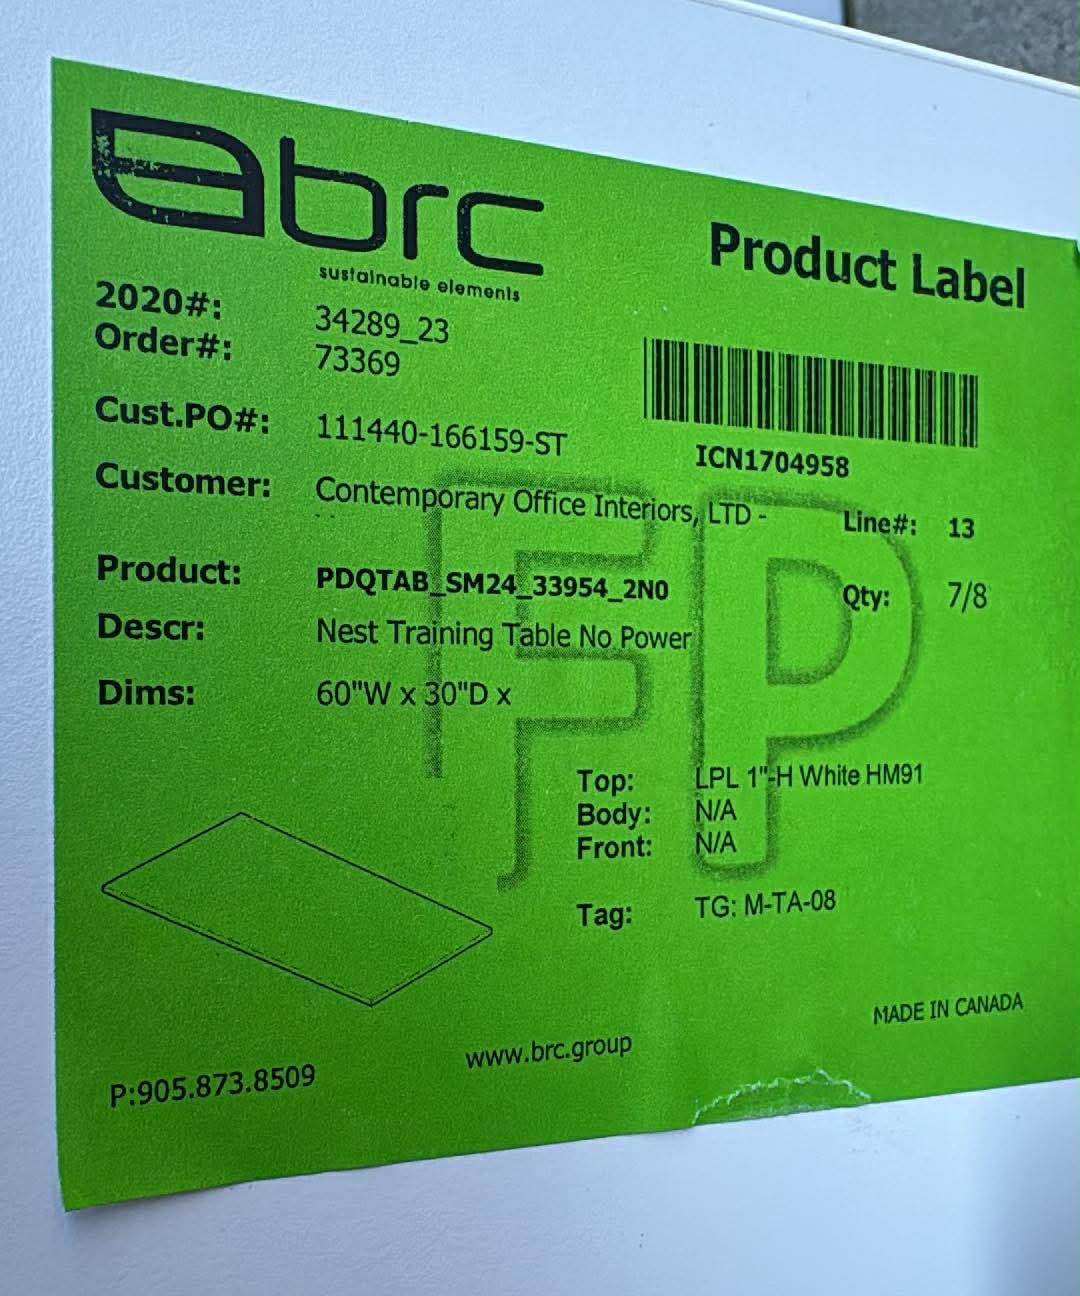 brc
sustainable elements
Product Label
2020#: 34289_23
Order#: 73369
ICN1704958
Cust.PO#: 111440-166159-ST
Customer: Contemporary Office Interiors, LTD -
Line#: 13
Product: PDQTAB_SM24_33954_2N0
Qty: 7/8
Descr: Nest Training Table No Power
Dims: 60"W x 30"D x
FP
Top: LPL 1"-H White HM91
Body: N/A
Front: N/A
Tag: TG: M-TA-08
MADE IN CANADA
www.brc.group
P:905.873.8509